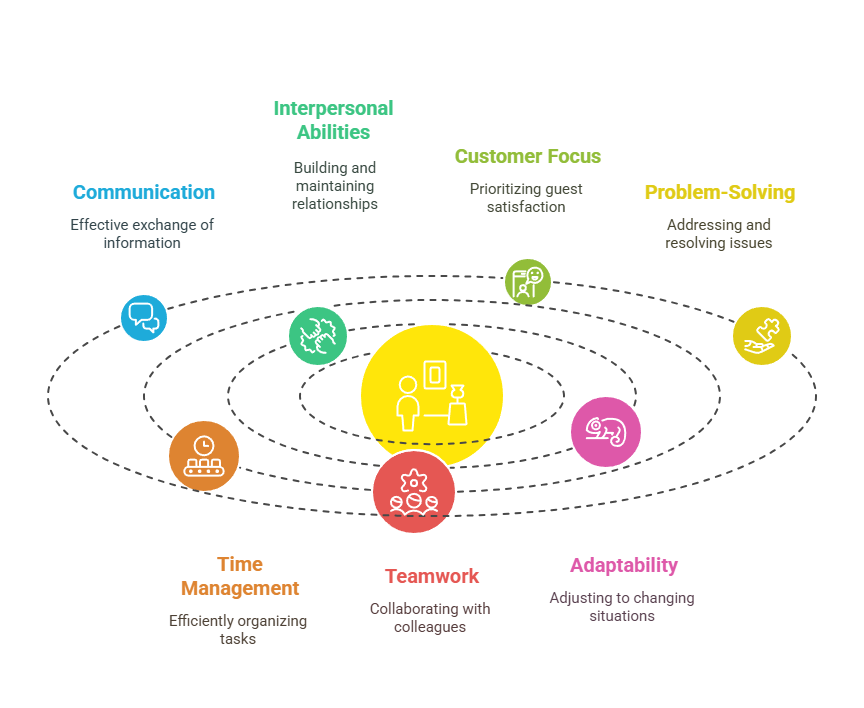 Interpersonal
Abilities
Building and
maintaining
relationships
Customer Focus
Prioritizing guest
satisfaction
Communication
Effective exchange of
information
Problem-Solving
Addressing and
resolving issues
Time
Management
Efficiently organizing
tasks
Teamwork
Collaborating with
colleagues
Adaptability
Adjusting to changing
situations